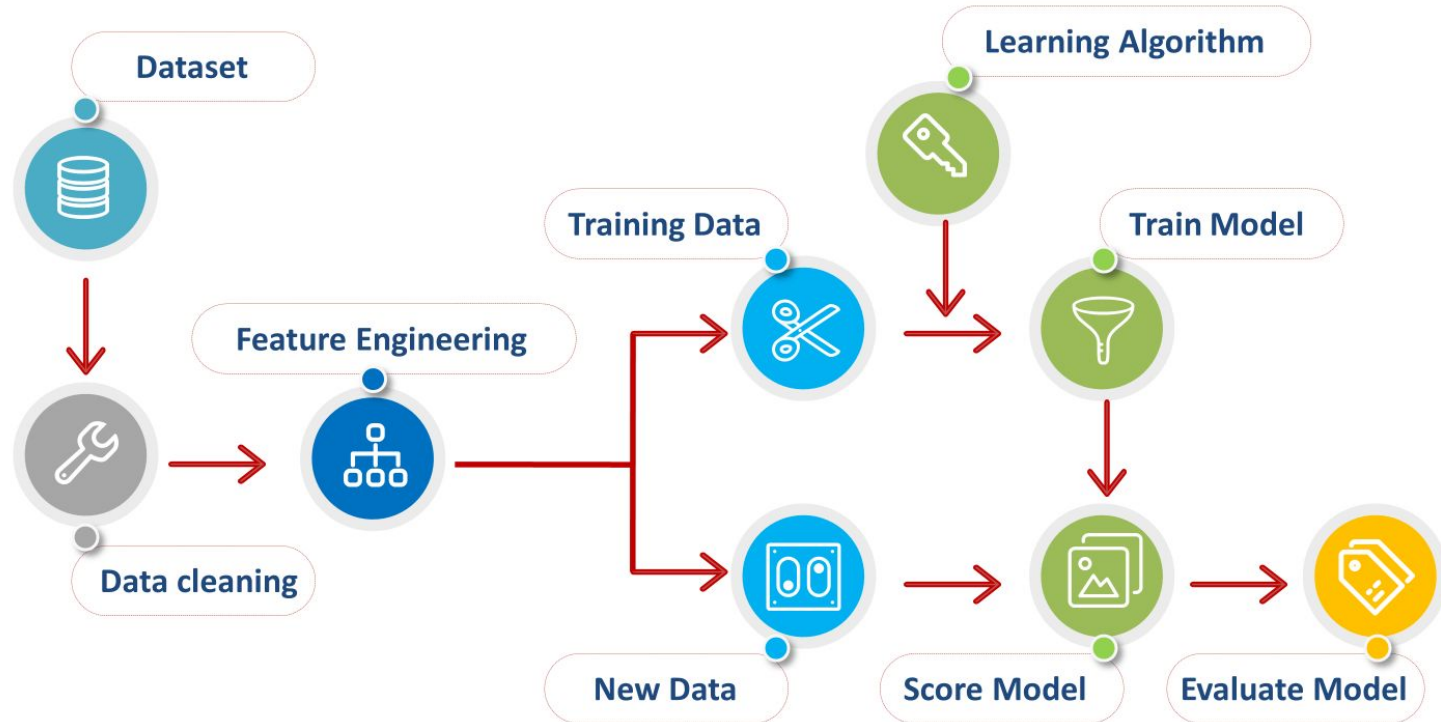 Dataset
Learning Algorithm
Training Data
Train Model
Feature Engineering
Data cleaning
New Data
Score Model
Evaluate Model